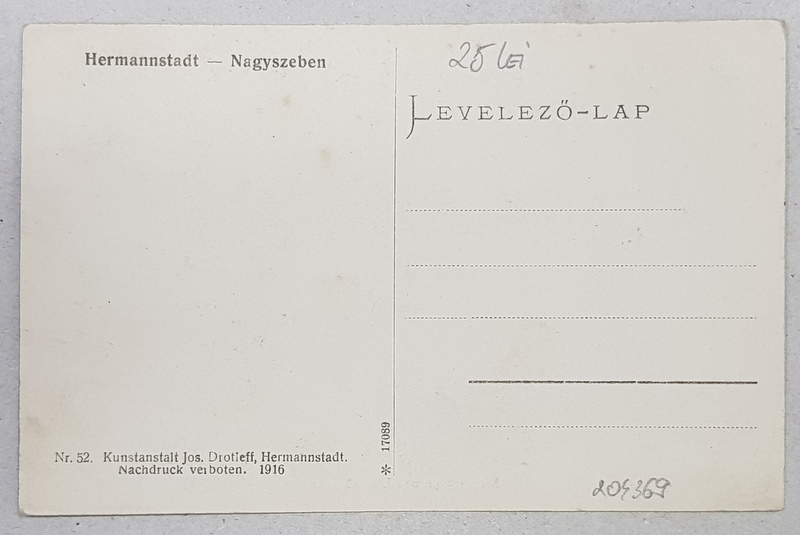 Hermannstadt — Nagyszeben
25 lei
LEVELEZŐ-LAP
* 17089
Nr. 52. Kunstanstalt Jos. Drotleff, Hermannstadt.
Nachdruck verboten. 1916
204369